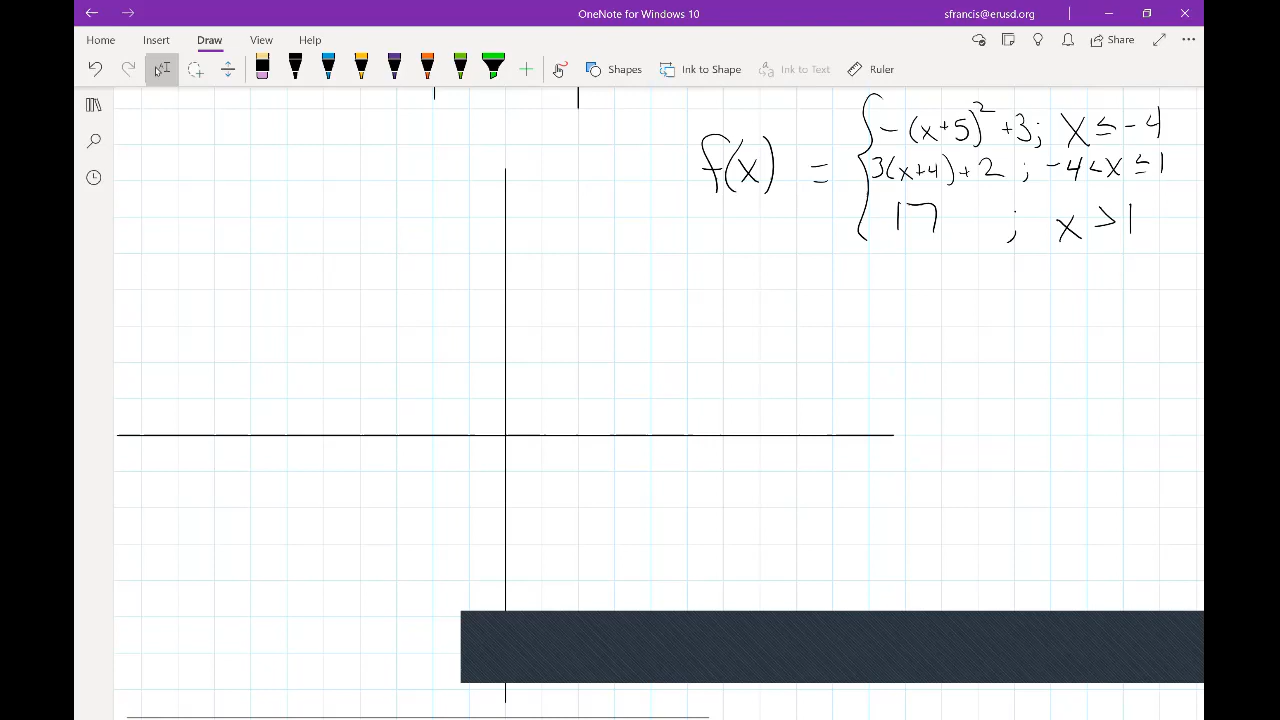 OneNote for Windows 10
sfrancis@erusd.org
Home Insert Draw View Help
Shapes Ink to Shape Ink to Text Ruler Share
f(x) = { -(x+5)² +3; x ≤ -4
3(x+4)+2 ; -4<x ≤ 1
17 ; x > 1